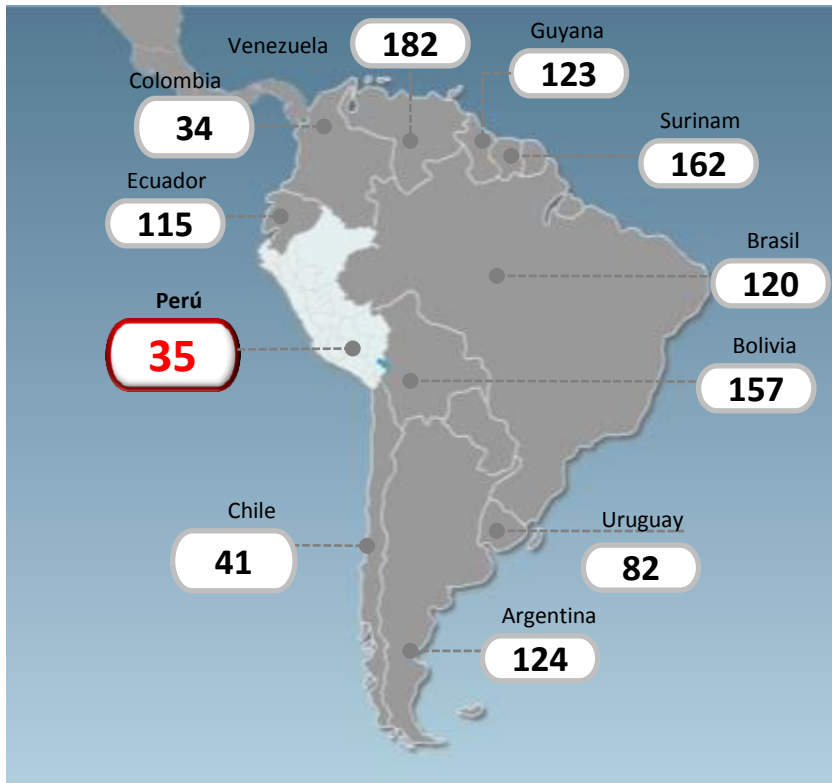 Venezuela
182
Guyana
123
Colombia
34
Surinam
162
Ecuador
115
Brasil
120
Perú
35
Bolivia
157
Chile
41
Uruguay
82
Argentina
124